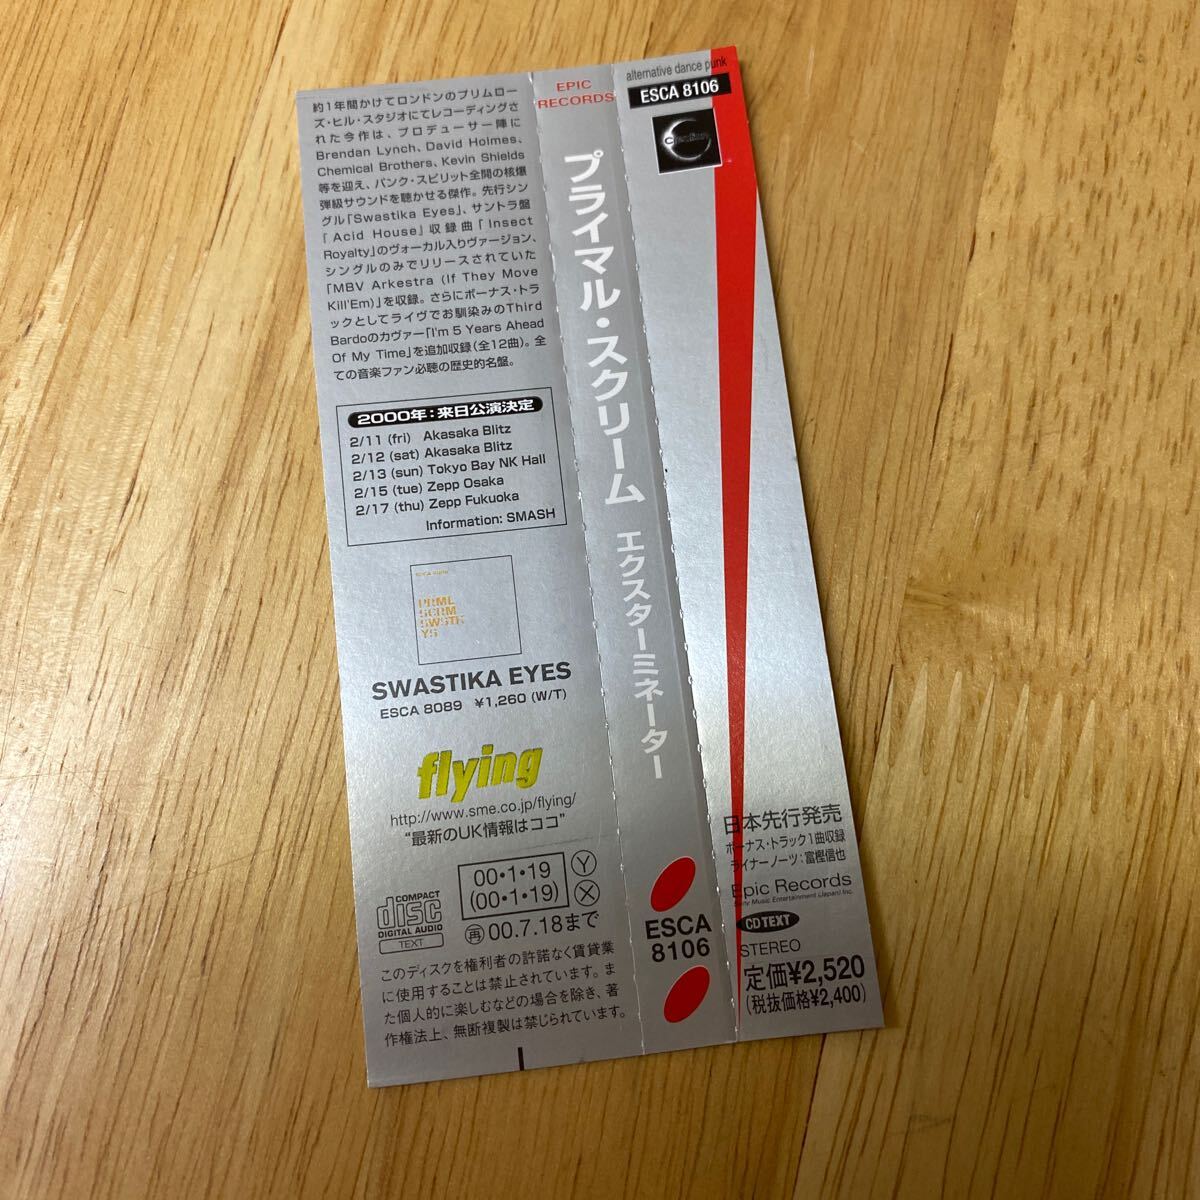 約1年間かけてロンドンのプリムロー
ズ・ヒル・スタジオにてレコーディングさ
れた今作は、プロデューサー陣に
Brendan Lynch、David Holmes、
Chemical Brothers、Kevin Shields
等を迎え、パンク・スピリット全開の核爆
弾級サウンドを聴かせる傑作。先行シン
グル「Swastika Eyes」、サントラ盤
「Acid House」収録曲「Insect
Royalty」のヴォーカル入りヴァージョン、
シングルのみでリリースされていた
「MBV Arkestra (If They Move
Kill'Em)」を収録。さらにボーナス・トラ
ックとしてライヴでお馴染みのThird
Bardoのカヴァー「I'm 5 Years Ahead
Of My Time」を追加収録(全12曲)。全
ての音楽ファン必聴の歴史的名盤。
2000年：来日公演決定
2/11 (fri) Akasaka Blitz
2/12 (sat) Akasaka Blitz
2/13 (sun) Tokyo Bay NK Hall
2/15 (tue) Zepp Osaka
2/17 (thu) Zepp Fukuoka
Information: SMASH
PRML
SCRM
SWSTK
YS
SWASTIKA EYES
ESCA 8089 ¥1,260 (W/T)
flying
http://www.sme.co.jp/flying/
"最新のUK情報はココ"
COMPACT
disc
DIGITAL AUDIO
TEXT
00・1・19
(00・1・19)
Ⓨ
Ⓧ
㊢00.7.18まで
このディスクを権利者の許諾なく賃貸業
に使用することは禁止されています。ま
た個人的に楽しむなどの場合を除き、著
作権法上、無断複製は禁じられています。
EPIC
RECORDS
プライマル・スクリーム エクスターミネーター
ESCA
8106
alternative dance punk
ESCA 8106
日本先行発売
ボーナス・トラック1曲収録
ライナーノーツ：富樫信也
Epic Records
Sony Music Entertainment (Japan) Inc.
CD TEXT
STEREO
定価¥2,520
(税抜価格¥2,400)